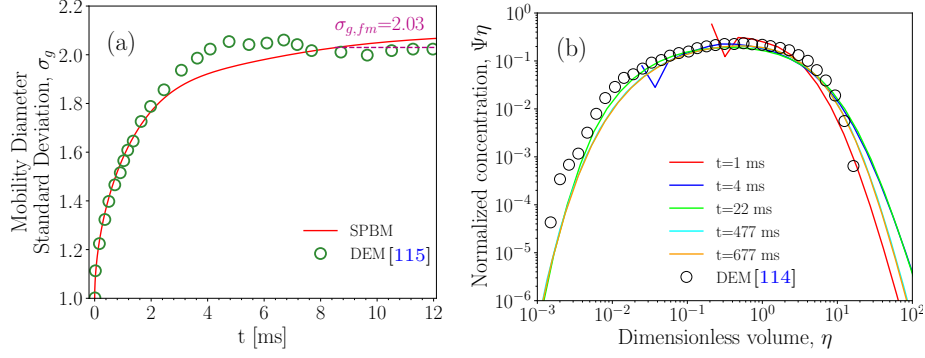 (a)
σg,fm=2.03
2.2
2.0
1.8
1.6
1.4
1.2
1.0
Mobility Diameter
Standard Deviation, σg
SPBM
DEM[115]
0
2
4
6
8
10
12
t [ms]
(b)
10^0
10^-1
10^-2
10^-3
10^-4
10^-5
10^-6
Normalized concentration, Ψη
t=1 ms
t=4 ms
t=22 ms
t=477 ms
t=677 ms
DEM[114]
10^-3
10^-2
10^-1
10^0
10^1
10^2
Dimensionless volume, η